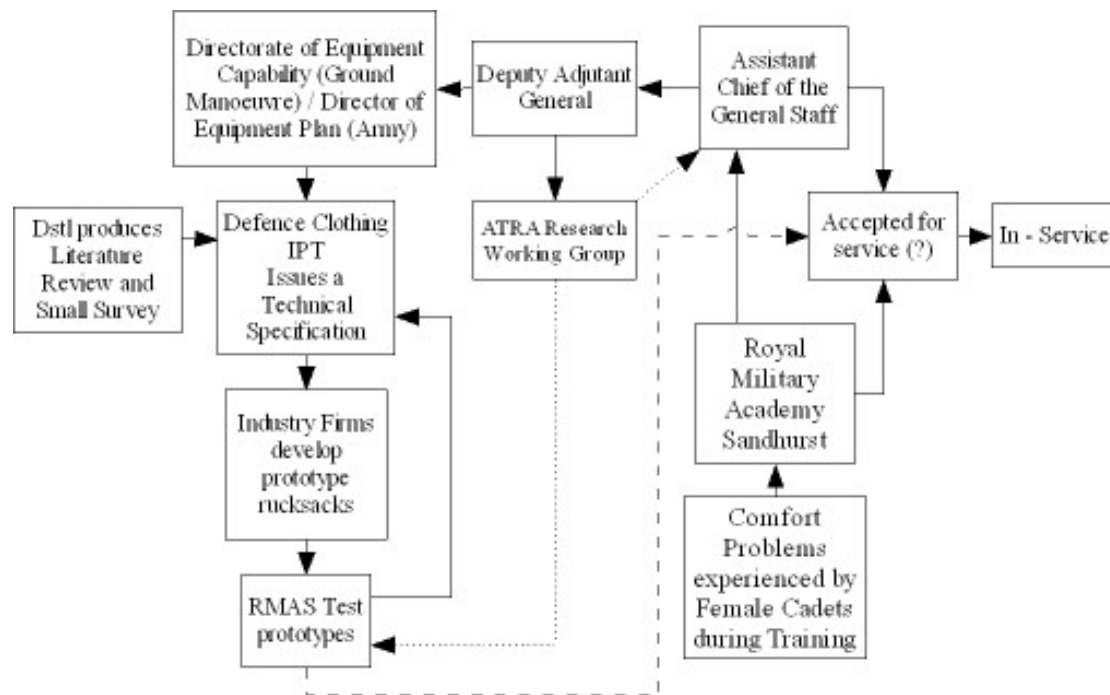 Directorate of Equipment
Capability (Ground
Manoeuvre) / Director of
Equipment Plan (Army)
Deputy Adjutant
General
Assistant
Chief of the
General Staff
Dstl produces
Literature
Review and
Small Survey
Defence Clothing
IPT
Issues a
Technical
Specification
ATRA Research
Working Group
Accepted for
service (?)
In - Service
Industry Firms
develop
prototype
rucksacks
Royal
Military
Academy
Sandhurst
RMAS Test
prototypes
Comfort
Problems
experienced by
Female Cadets
during Training